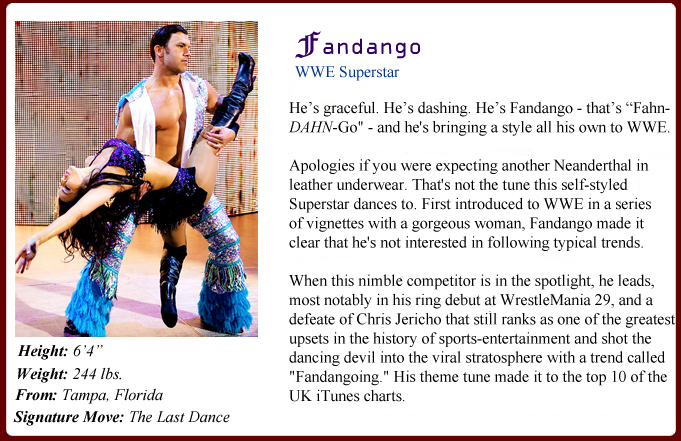 Fandango
WWE Superstar
He’s graceful. He’s dashing. He’s Fandango - that’s “Fahn-
DAHN-Go" - and he's bringing a style all his own to WWE.
Apologies if you were expecting another Neanderthal in
leather underwear. That's not the tune this self-styled
Superstar dances to. First introduced to WWE in a series
of vignettes with a gorgeous woman, Fandango made it
clear that he's not interested in following typical trends.
When this nimble competitor is in the spotlight, he leads,
most notably in his ring debut at WrestleMania 29, and a
defeate of Chris Jericho that still ranks as one of the greatest
upsets in the history of sports-entertainment and shot the
dancing devil into the viral stratosphere with a trend called
"Fandangoing." His theme tune made it to the top 10 of the
UK iTunes charts.
Height: 6’4”
Weight: 244 lbs.
From: Tampa, Florida
Signature Move: The Last Dance